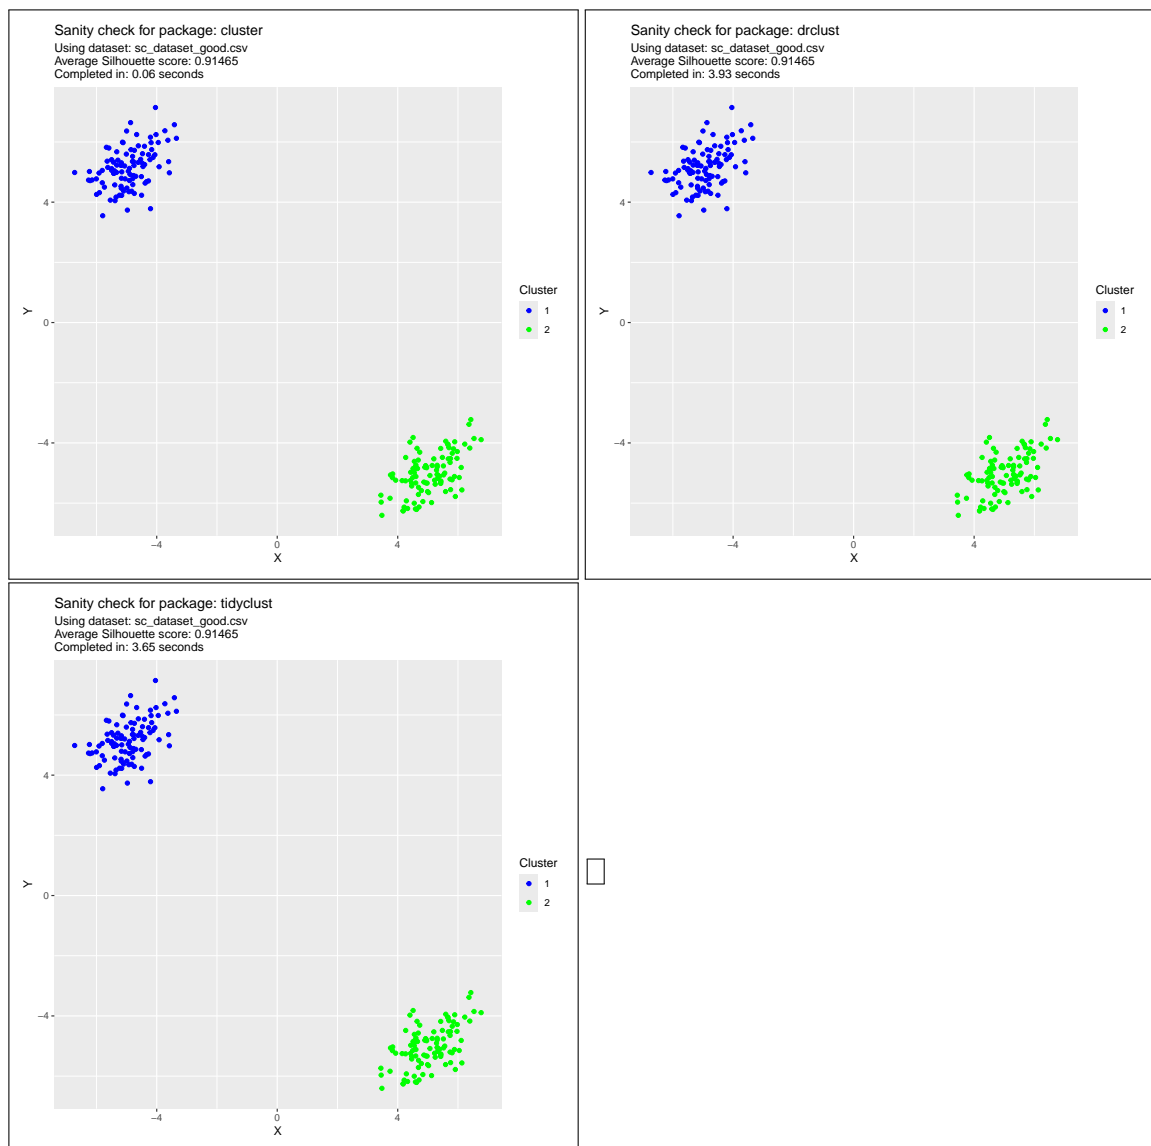 Sanity check for package: cluster
Using dataset: sc_dataset_good.csv
Average Silhouette score: 0.91465
Completed in: 0.06 seconds
4
0
−4
Y
−4
0
4
X
Cluster
1
2
Sanity check for package: drclust
Using dataset: sc_dataset_good.csv
Average Silhouette score: 0.91465
Completed in: 3.93 seconds
4
0
−4
Y
−4
0
4
X
Cluster
1
2
Sanity check for package: tidyclust
Using dataset: sc_dataset_good.csv
Average Silhouette score: 0.91465
Completed in: 3.65 seconds
4
0
−4
Y
−4
0
4
X
Cluster
1
2